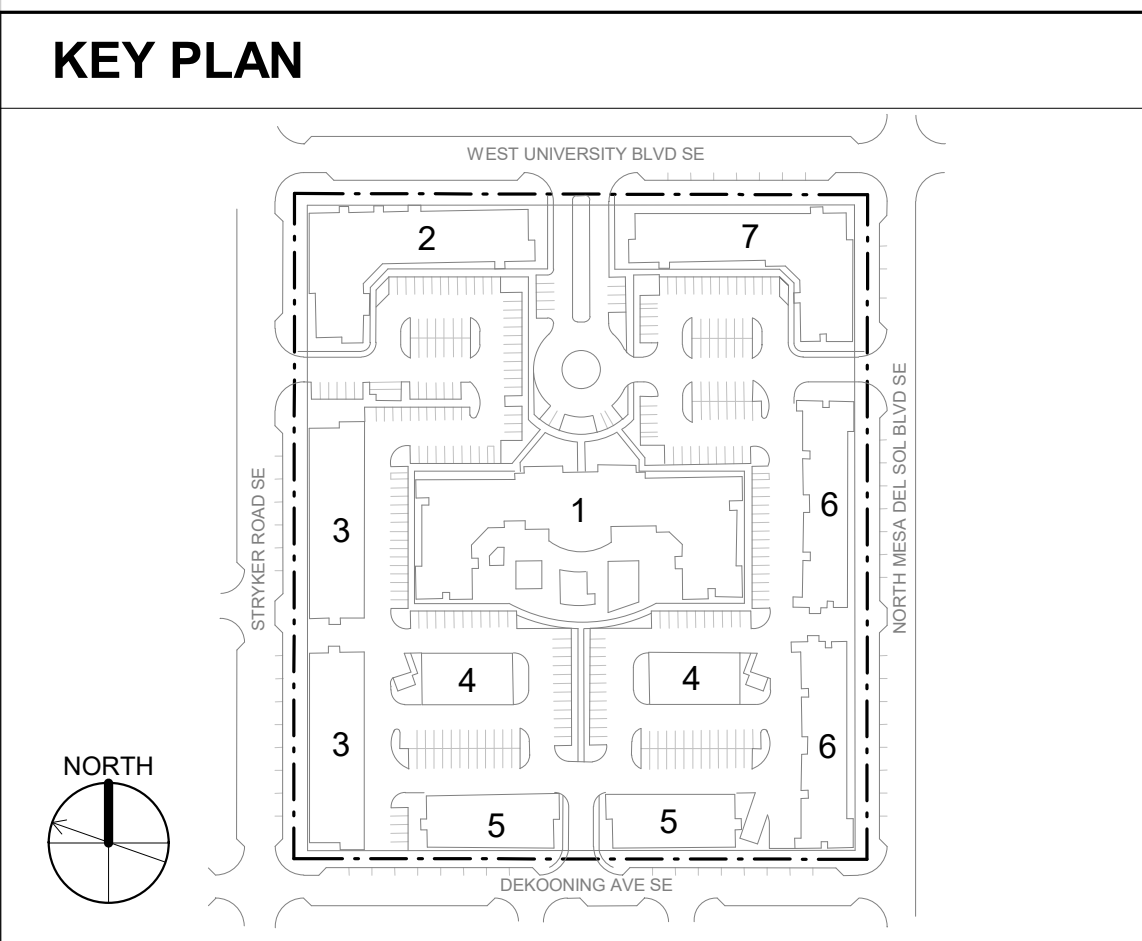 KEY PLAN
WEST UNIVERSITY BLVD SE
2
7
STRYKER ROAD SE
NORTH MESA DEL SOL BLVD SE
3
1
6
4
4
3
6
NORTH
5
5
DEKOONING AVE SE